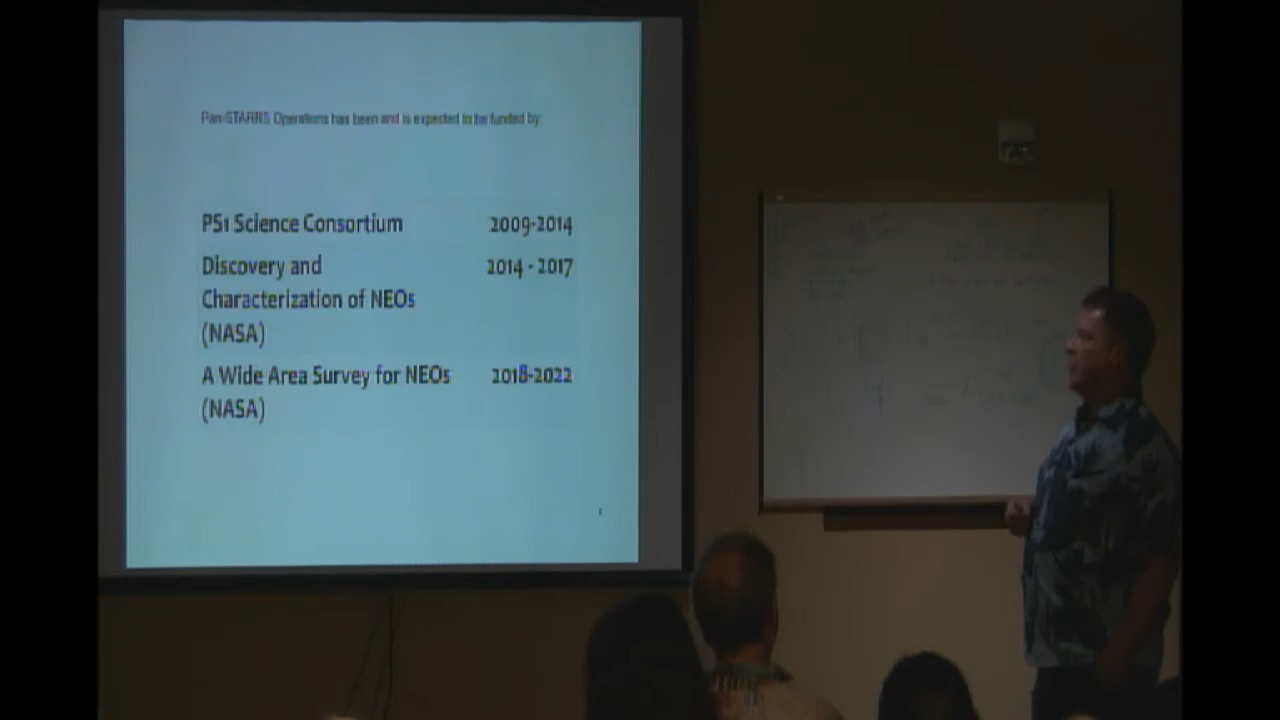 Pan-STARRS Operations has been and is expected to be funded by:
PS1 Science Consortium 2009-2014
Discovery and 2014 - 2017
Characterization of NEOs
(NASA)
A Wide Area Survey for NEOs 2018-2022
(NASA)
1